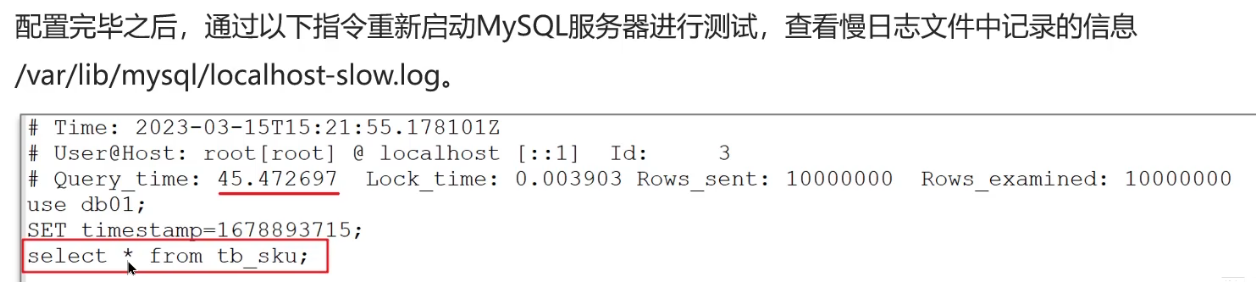 配置完毕之后，通过以下指令重新启动MySQL服务器进行测试，查看慢日志文件中记录的信息
/var/lib/mysql/localhost-slow.log。
# Time: 2023-03-15T15:21:55.178101Z
# User@Host: root[root] @ localhost [::1]  Id:     3
# Query_time: 45.472697  Lock_time: 0.003903 Rows_sent: 10000000  Rows_examined: 10000000
use db01;
SET timestamp=1678893715;
select * from tb_sku;